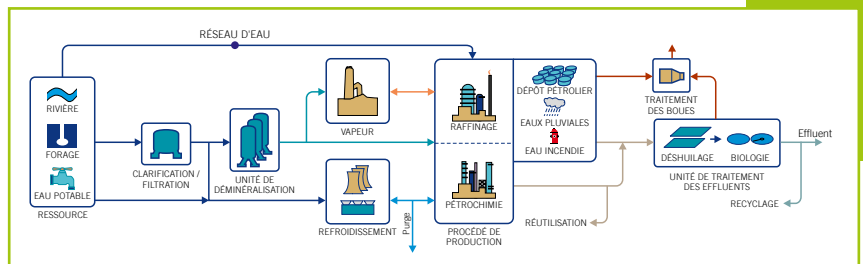 RÉSEAU D'EAU
RIVIÈRE
FORAGE
EAU POTABLE
RESSOURCE
CLARIFICATION /
FILTRATION
UNITÉ DE
DÉMINÉRALISATION
VAPEUR
REFROIDISSEMENT
Purge
RAFFINAGE
PÉTROCHIMIE
PROCÉDÉ DE
PRODUCTION
DÉPÔT PÉTROLIER
EAUX PLUVIALES
EAU INCENDIE
RÉUTILISATION
TRAITEMENT
DES BOUES
DÉSHUILAGE
BIOLOGIE
UNITÉ DE TRAITEMENT
DES EFFLUENTS
Effluent
RECYCLAGE